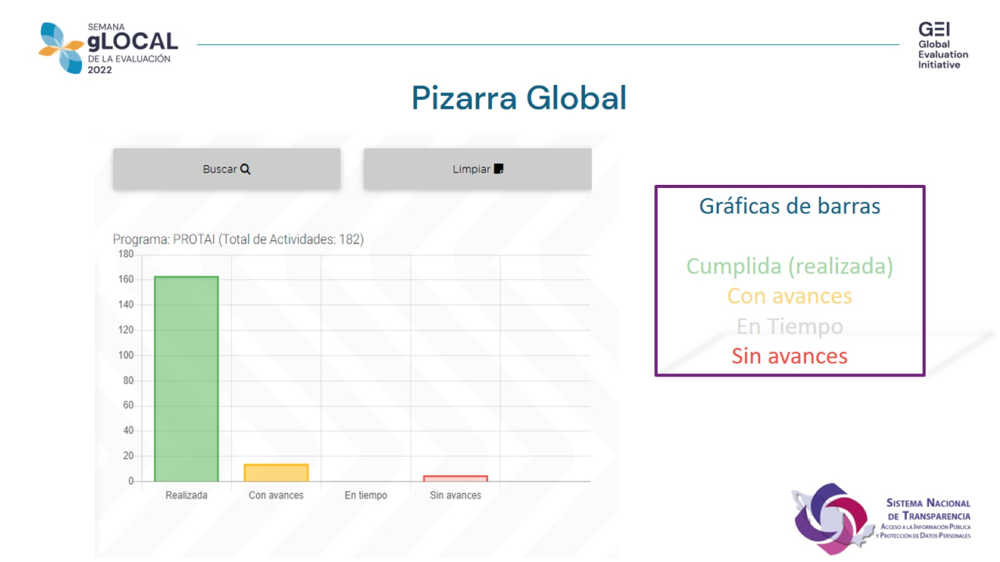 SEMANA
gLOCAL
DE LA EVALUACIÓN
2022
GEI
Global
Evaluation
Initiative
Pizarra Global
Buscar
Limpiar
Programa: PROTAI (Total de Actividades: 182)
180
160
140
120
100
80
60
40
20
0
Realizada
Con avances
En tiempo
Sin avances
Gráficas de barras
Cumplida (realizada)
Con avances
En Tiempo
Sin avances
SISTEMA NACIONAL
DE TRANSPARENCIA
ACCESO A LA INFORMACIÓN PÚBLICA
Y PROTECCIÓN DE DATOS PERSONALES